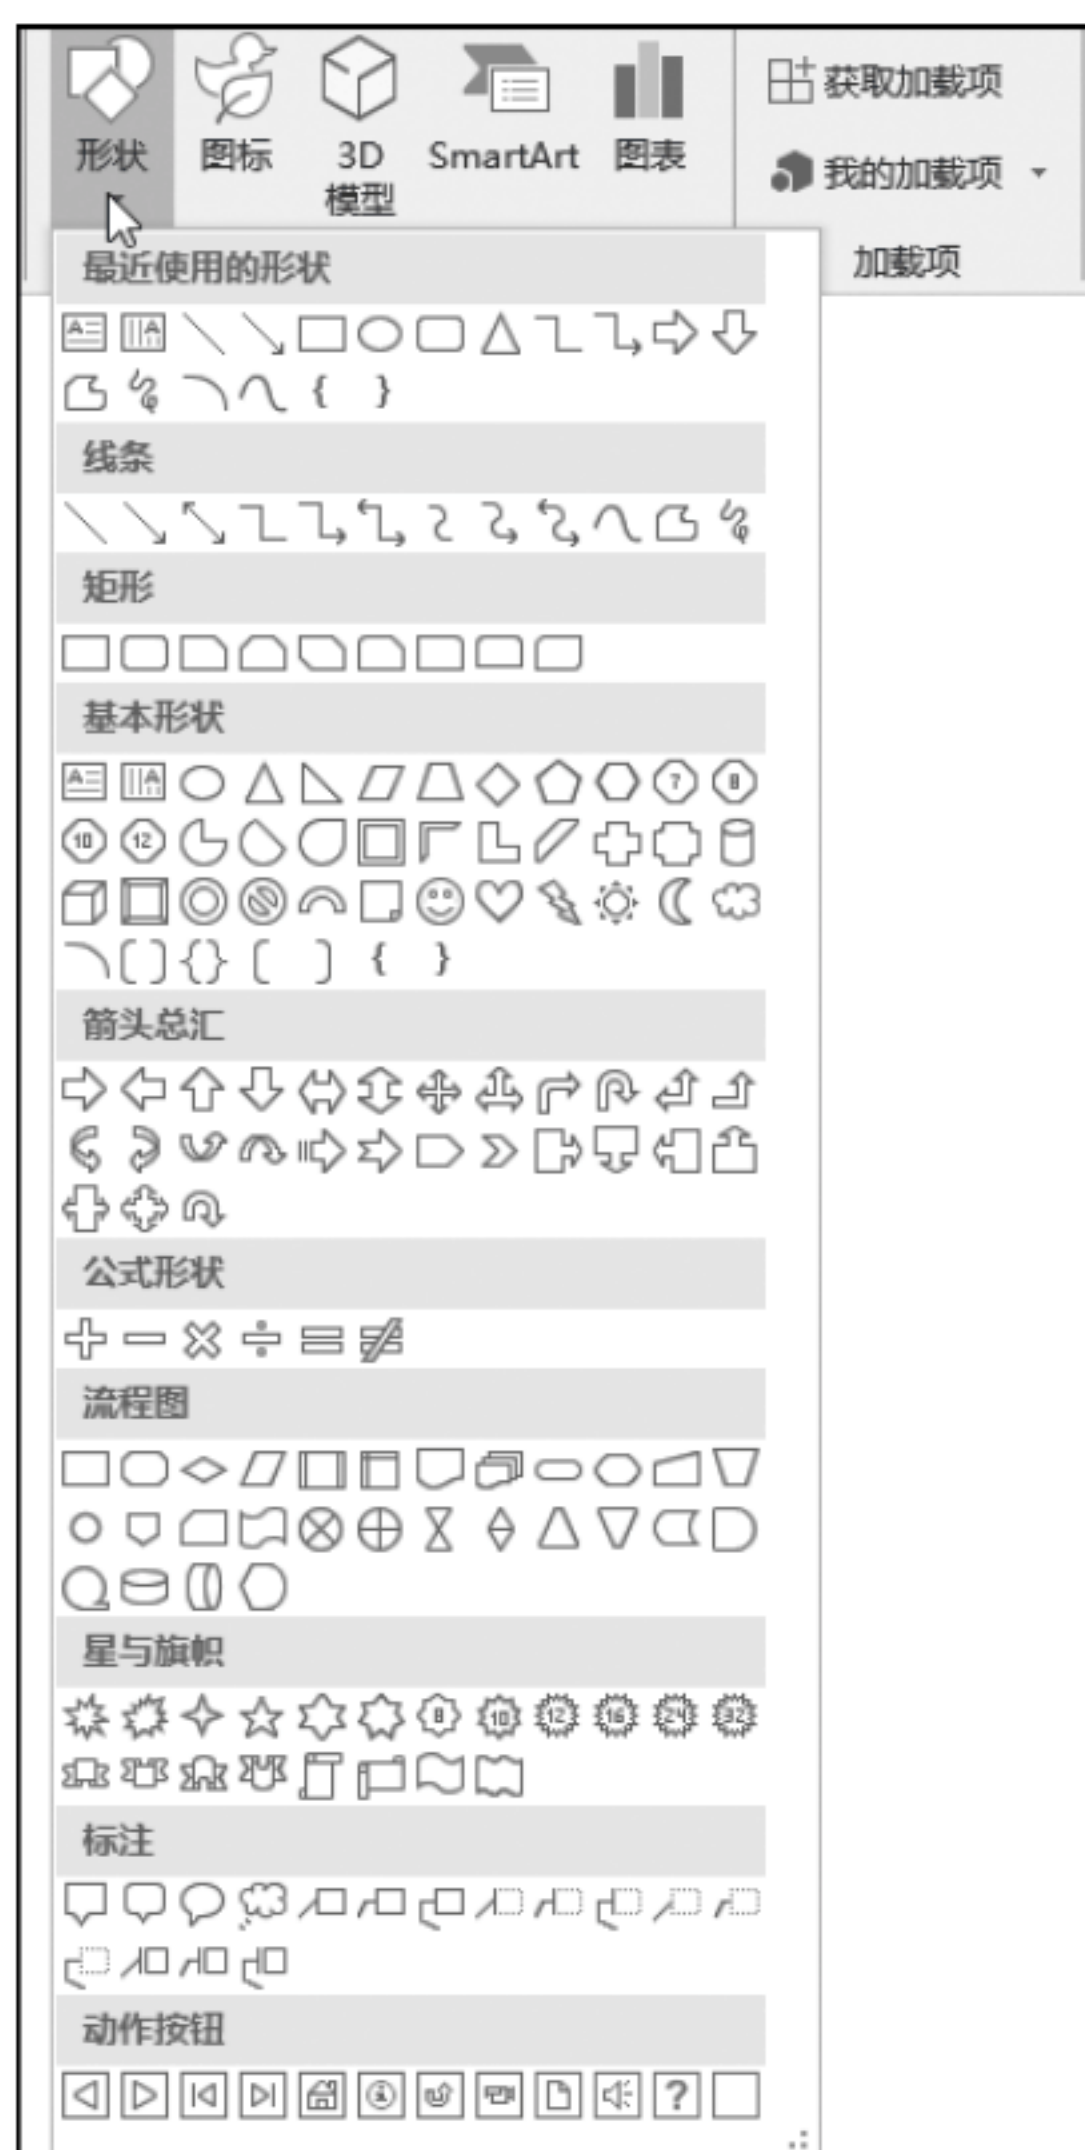 形状 图标 3D SmartArt 图表 获取加载项
模型 我的加载项
加载项
最近使用的形状
线条
矩形
基本形状
箭头总汇
公式形状
流程图
星与旗帜
标注
动作按钮